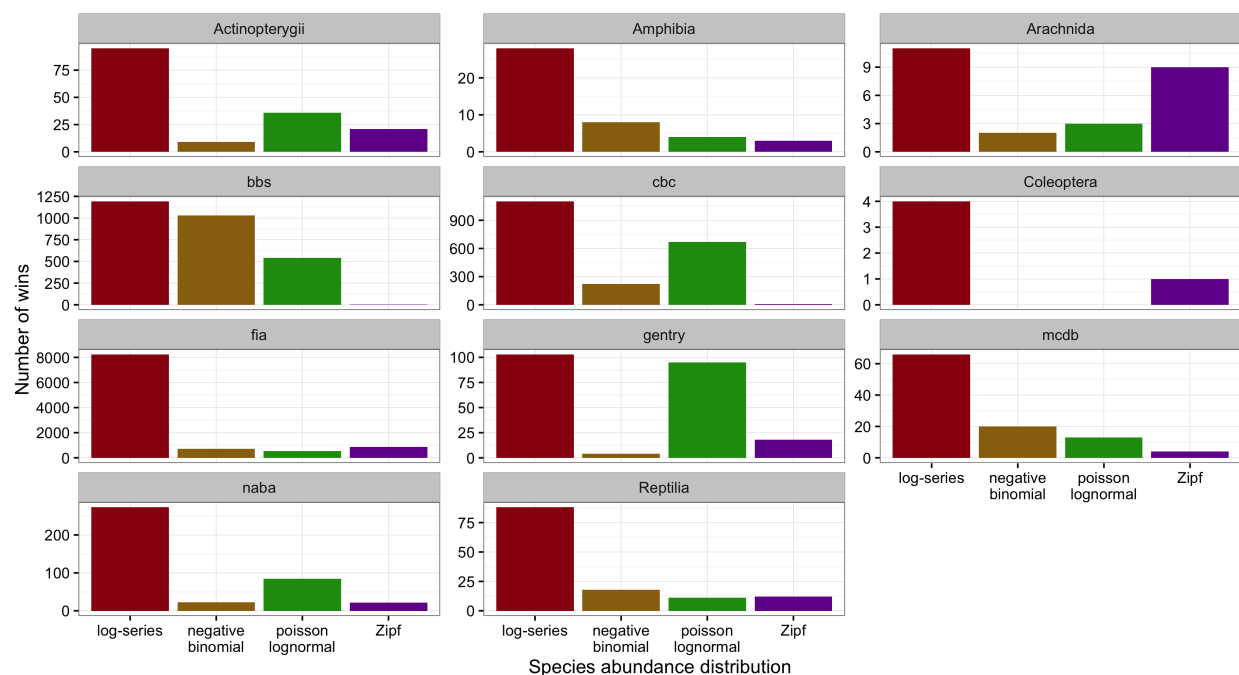 Actinopterygii
Amphibia
Arachnida
75
50
25
0
20
10
0
9
6
3
0
bbs
cbc
Coleoptera
1250
1000
750
500
250
0
900
600
300
0
4
3
2
1
0
fia
gentry
mcdb
8000
6000
4000
2000
0
100
75
50
25
0
60
40
20
0
log-series
negative
binomial
poisson
lognormal
Zipf
naba
Reptilia
200
100
0
75
50
25
0
log-series
negative
binomial
poisson
lognormal
Zipf
log-series
negative
binomial
poisson
lognormal
Zipf
Number of wins
Species abundance distribution